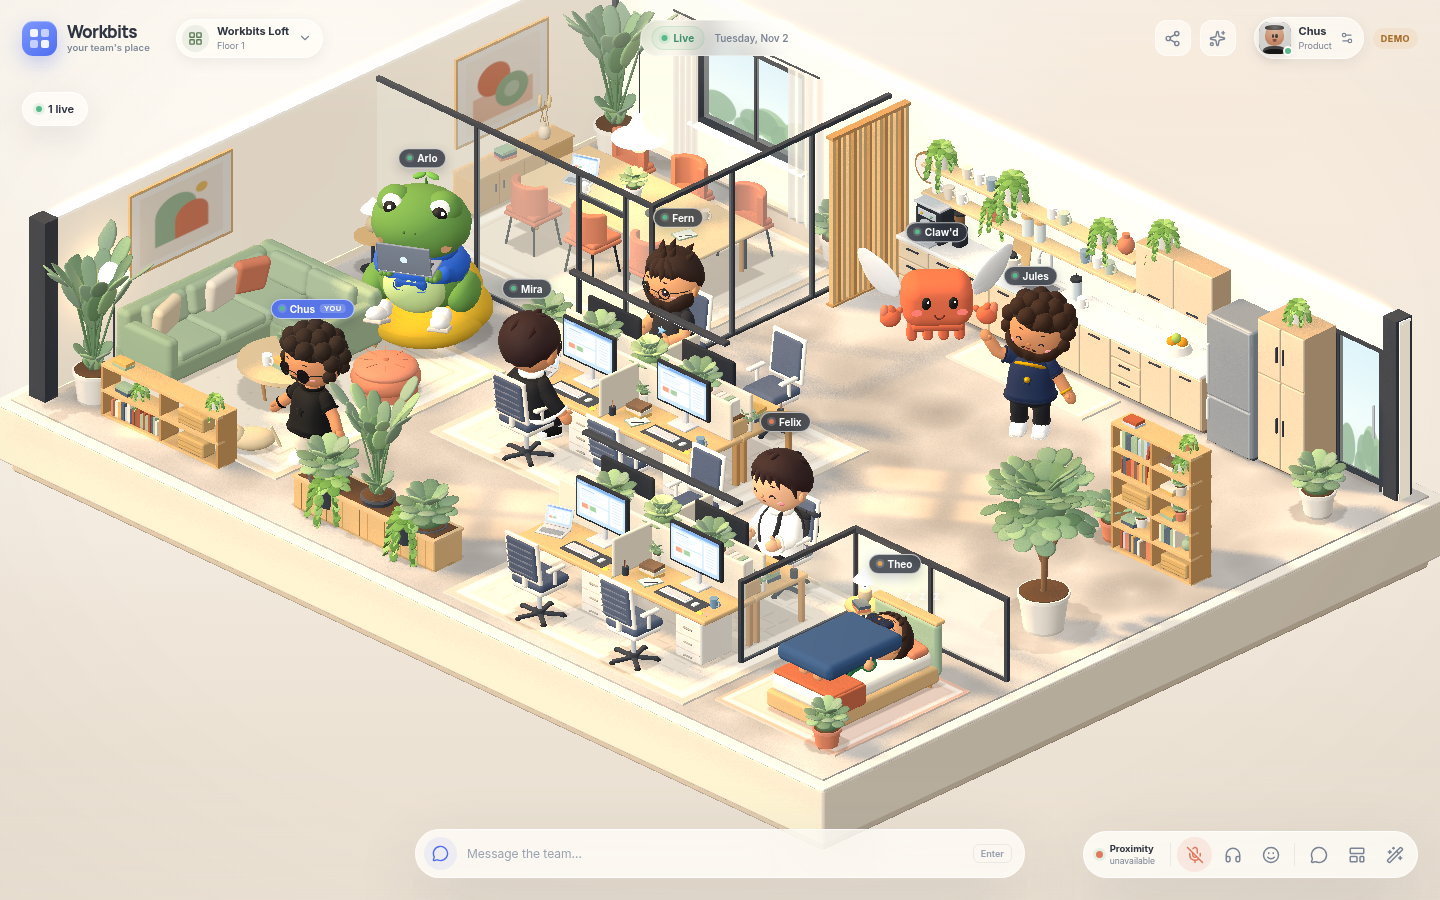 Workbits
your team's place
Workbits Loft
Floor 1
Live
Tuesday, Nov 2
Chus
Product
DEMO
1 live
Arlo
Fern
Claw'd
Jules
Mira
Chus YOU
Felix
Theo
Message the team...
Enter
Proximity
unavailable